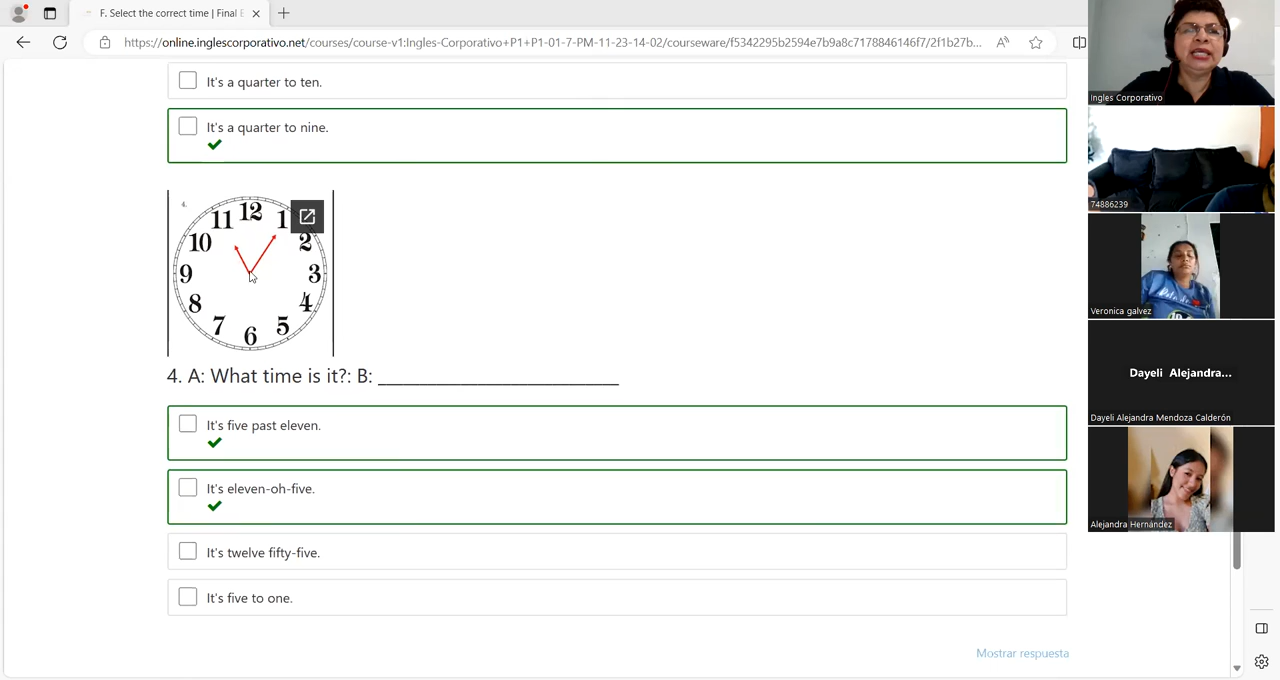 F. Select the correct time | Final E
https://online.inglescorporativo.net/courses/course-v1:Ingles-Corporativo+P1+P1-01-7-PM-11-23-14-02/courseware/f5342295b2594e7b9a8c7178846146f7/2f1b27b...
It's a quarter to ten.
It's a quarter to nine.
4.
12
11 1
10 2
9 3
8 4
7 5
6
4. A: What time is it?: B: ___________________________
It's five past eleven.
It's eleven-oh-five.
It's twelve fifty-five.
It's five to one.
Mostrar respuesta
Ingles Corporativo
74886239
Veronica galvez
Dayeli Alejandra...
Dayeli Alejandra Mendoza Calderón
Alejandra Hernández